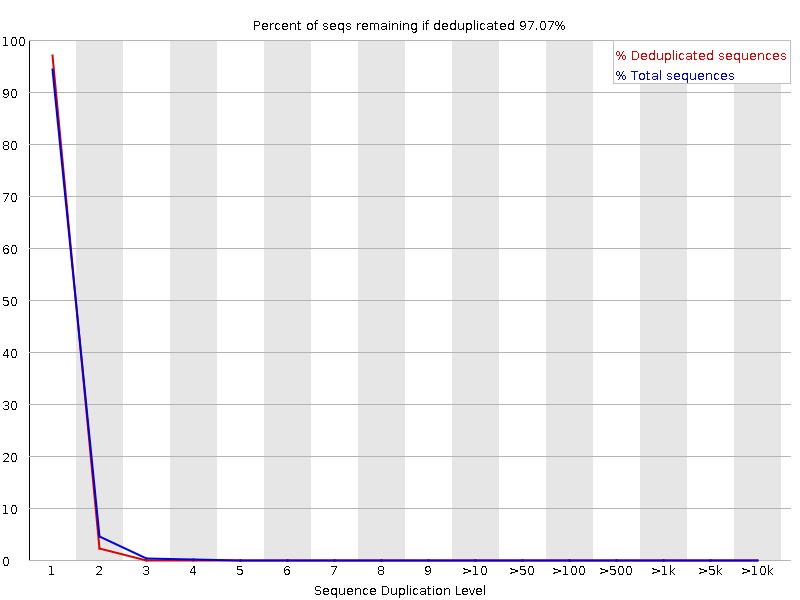 Percent of seqs remaining if deduplicated 97.07%
% Deduplicated sequences
% Total sequences
100
90
80
70
60
50
40
30
20
10
0
1 2 3 4 5 6 7 8 9 >10 >50 >100 >500 >1k >5k >10k
Sequence Duplication Level